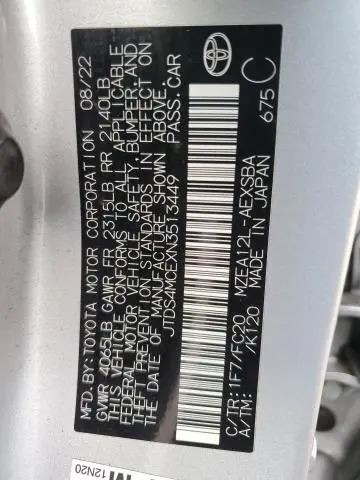 MFD.BY:TOYOTA MOTOR CORPORATION 08/22
GVWR 4065LB GAWR FR 2315LB RR 2140LB
THIS VEHICLE CONFORMS TO ALL APPLICABLE
FEDERAL MOTOR VEHICLE SAFETY, BUMPER, AND
THEFT PREVENTION STANDARDS IN EFFECT ON
THE DATE OF MANUFACTURE SHOWN ABOVE.
JTDS4MCEXN3513449 PASS.CAR
C/TR:1F7/FC20 MZEA12L-AEXSBA
A/TM: /K120 MADE IN JAPAN
675 C
12N20